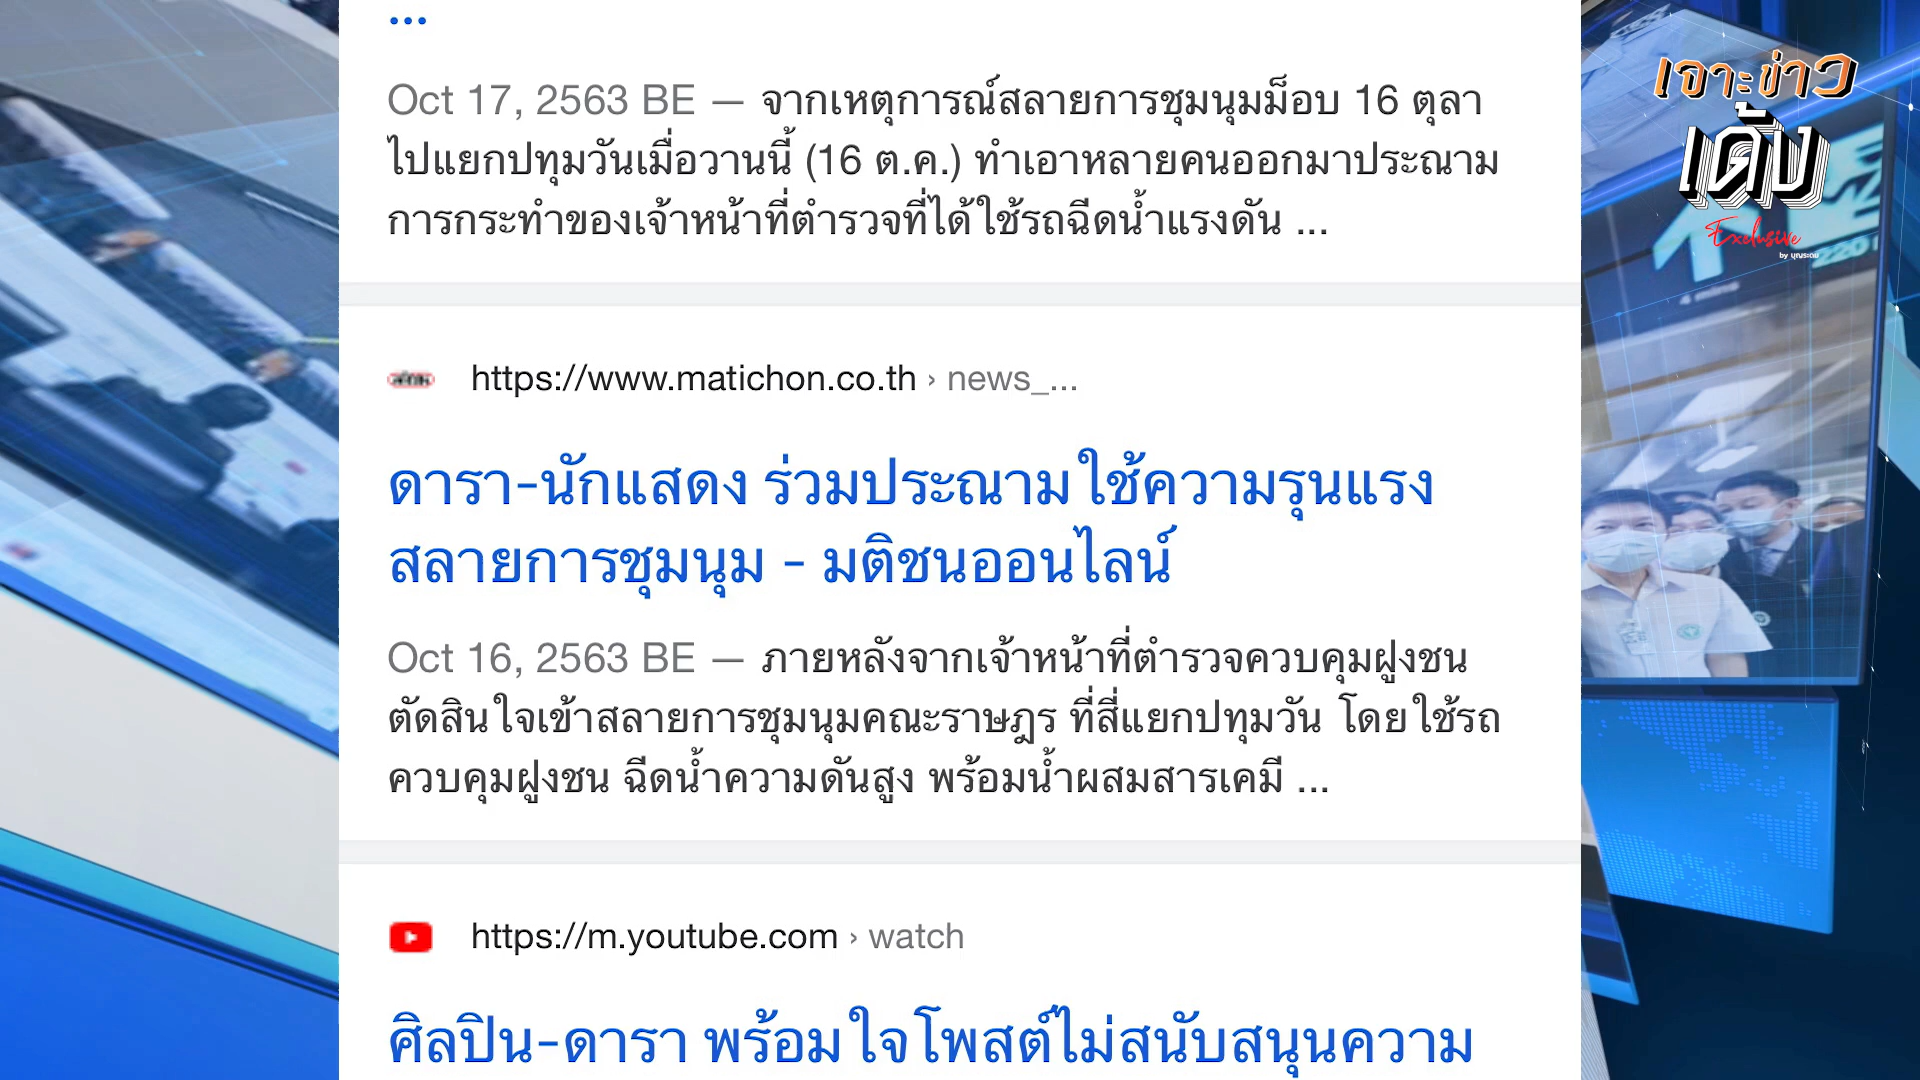 ...
Oct 17, 2563 BE — จากเหตุการณ์สลายการชุมนุมม็อบ 16 ตุลา
ไปแยกปทุมวันเมื่อวานนี้ (16 ต.ค.) ทำเอาหลายคนออกมาประณาม
การกระทำของเจ้าหน้าที่ตำรวจที่ได้ใช้รถฉีดน้ำแรงดัน ...
https://www.matichon.co.th › news_...
ดารา-นักแสดง ร่วมประณามใช้ความรุนแรง
สลายการชุมนุม - มติชนออนไลน์
Oct 16, 2563 BE — ภายหลังจากเจ้าหน้าที่ตำรวจควบคุมฝูงชน
ตัดสินใจเข้าสลายการชุมนุมคณะราษฎร ที่สี่แยกปทุมวัน โดยใช้รถ
ควบคุมฝูงชน ฉีดน้ำความดันสูง พร้อมน้ำผสมสารเคมี ...
https://m.youtube.com › watch
ศิลปิน-ดารา พร้อมใจโพสต์ไม่สนับสนุนความ
เจาะข่าว
เด้ง
Exclusive
by บุญระดม